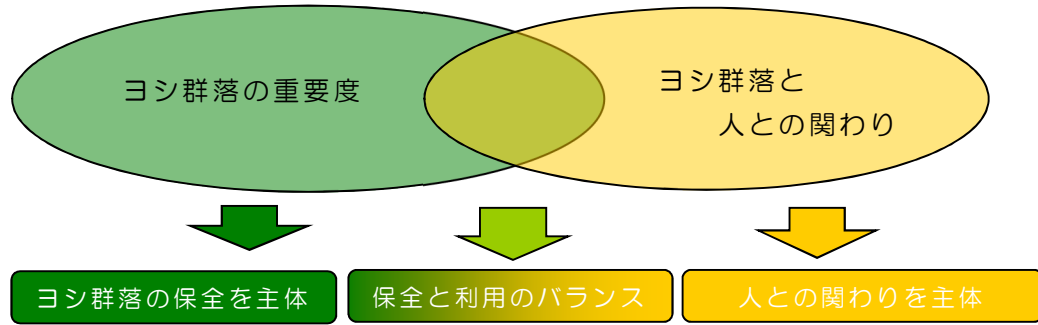 ヨシ群落の重要度
ヨシ群落と
人との関わり
ヨシ群落の保全を主体
保全と利用のバランス
人との関わりを主体